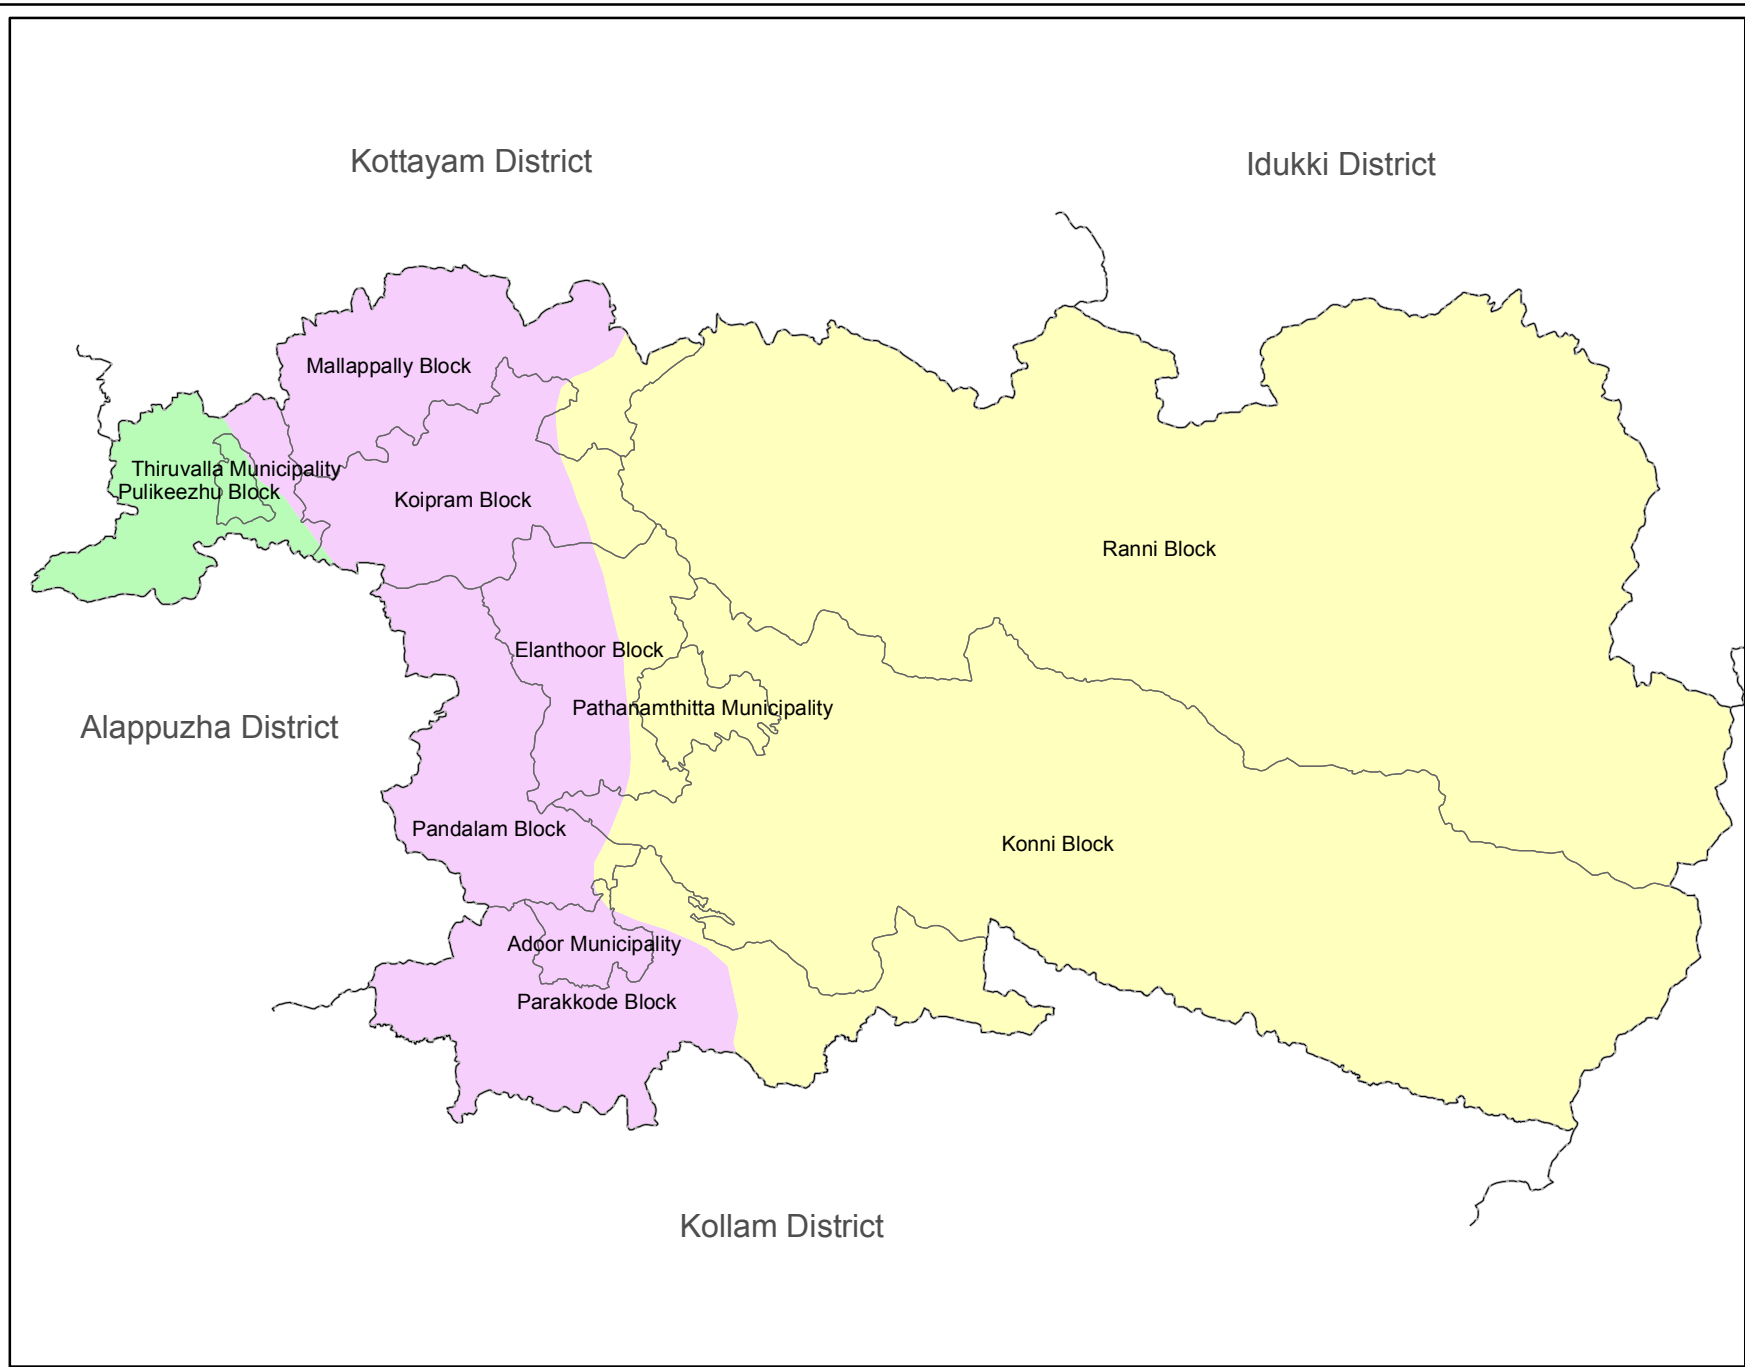 Kottayam District
Idukki District
Mallappally Block
Thiruvalla Municipality
Pulikeezhu Block
Koipram Block
Ranni Block
Elanthoor Block
Pathanamthitta Municipality
Alappuzha District
Pandalam Block
Konni Block
Adoor Municipality
Parakkode Block
Kollam District